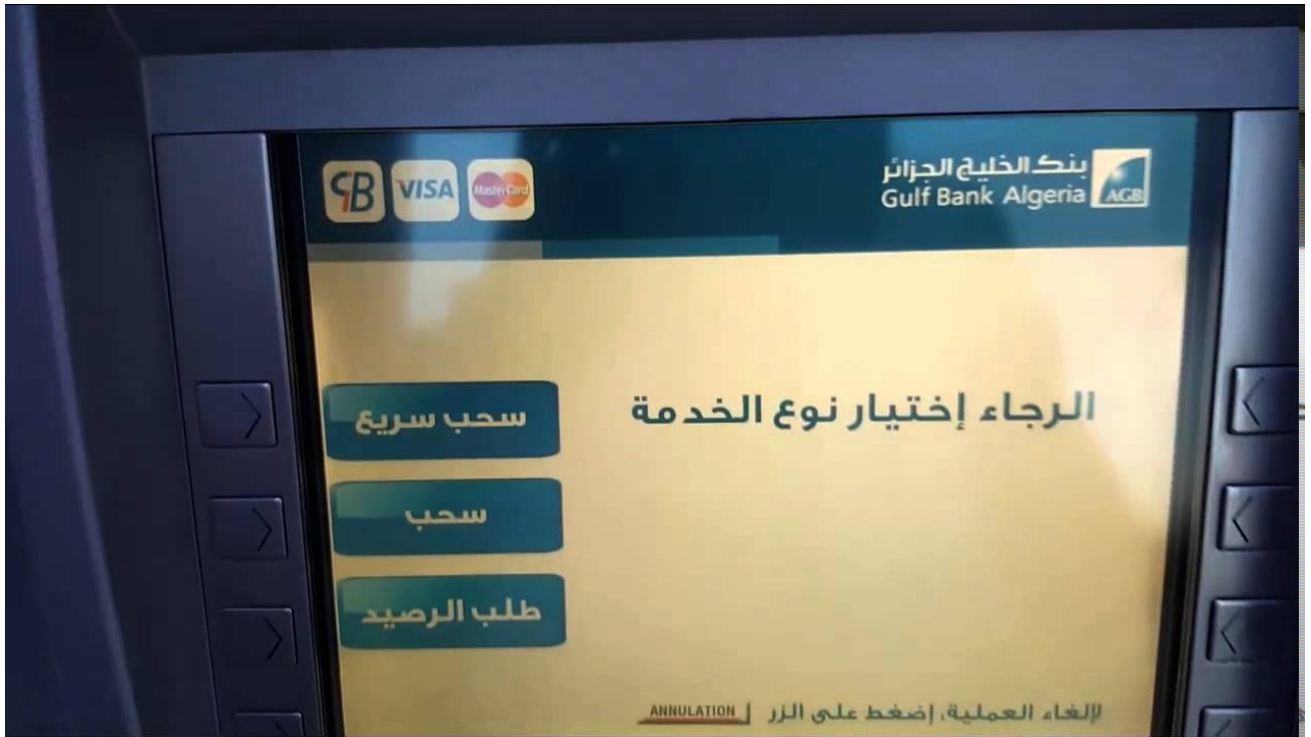 CIB VISA MasterCard
بنك الخليج الجزائر
Gulf Bank Algeria AGB
الرجاء إختيار نوع الخدمة
سحب سريع
سحب
طلب الرصيد
لإلغاء العملية، إضغط على الزر ANNULATION